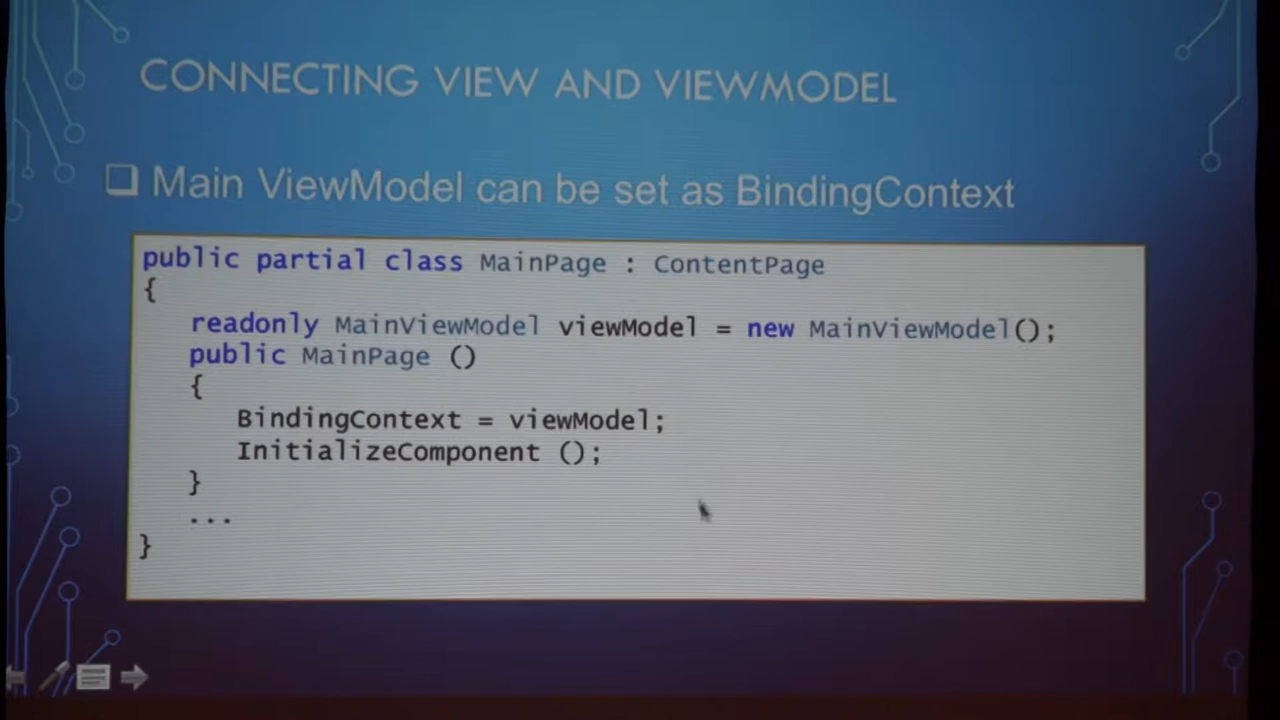 CONNECTING VIEW AND VIEWMODEL
Main ViewModel can be set as BindingContext
public partial class MainPage : ContentPage
{
readonly MainViewModel viewModel = new MainViewModel();
public MainPage ()
{
BindingContext = viewModel;
InitializeComponent ();
}
...
}